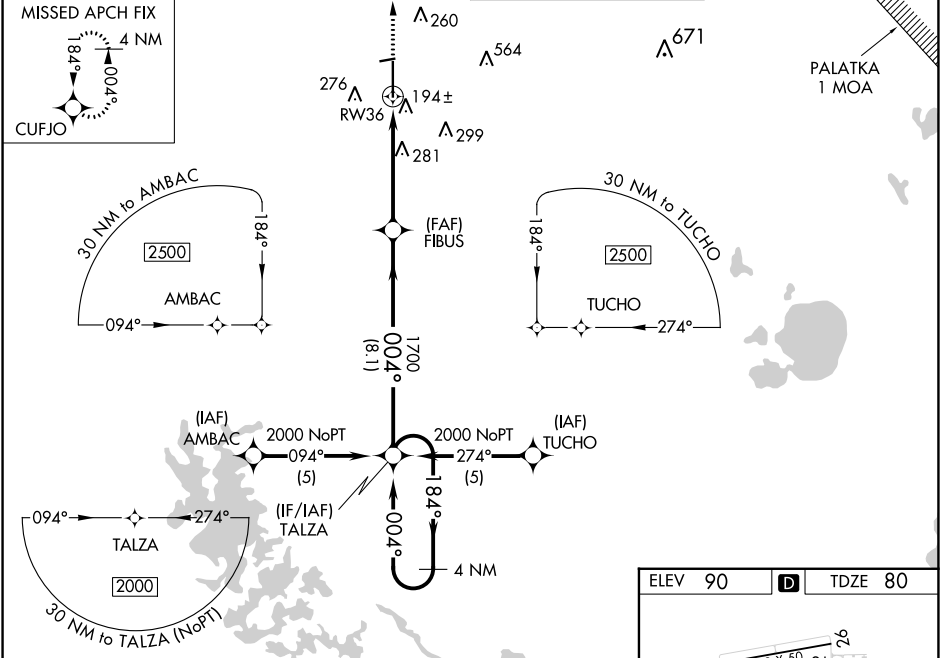 MISSED APCH FIX
4 NM
184°
004°
CUFJO
260
564
671
PALATKA
1 MOA
276
RW36
194±
299
281
30 NM to AMBAC
184°
2500
AMBAC
094°
(FAF)
FIBUS
30 NM to TUCHO
184°
2500
TUCHO
274°
1700
004°
(8.1)
(IAF)
AMBAC
2000 NoPT
094°
(5)
2000 NoPT
274°
(5)
(IAF)
TUCHO
(IF/IAF)
TALZA
184°
004°
4 NM
094°
274°
TALZA
2000
30 NM to TALZA (NoPT)
ELEV 90
D
TDZE 80
26
X 50